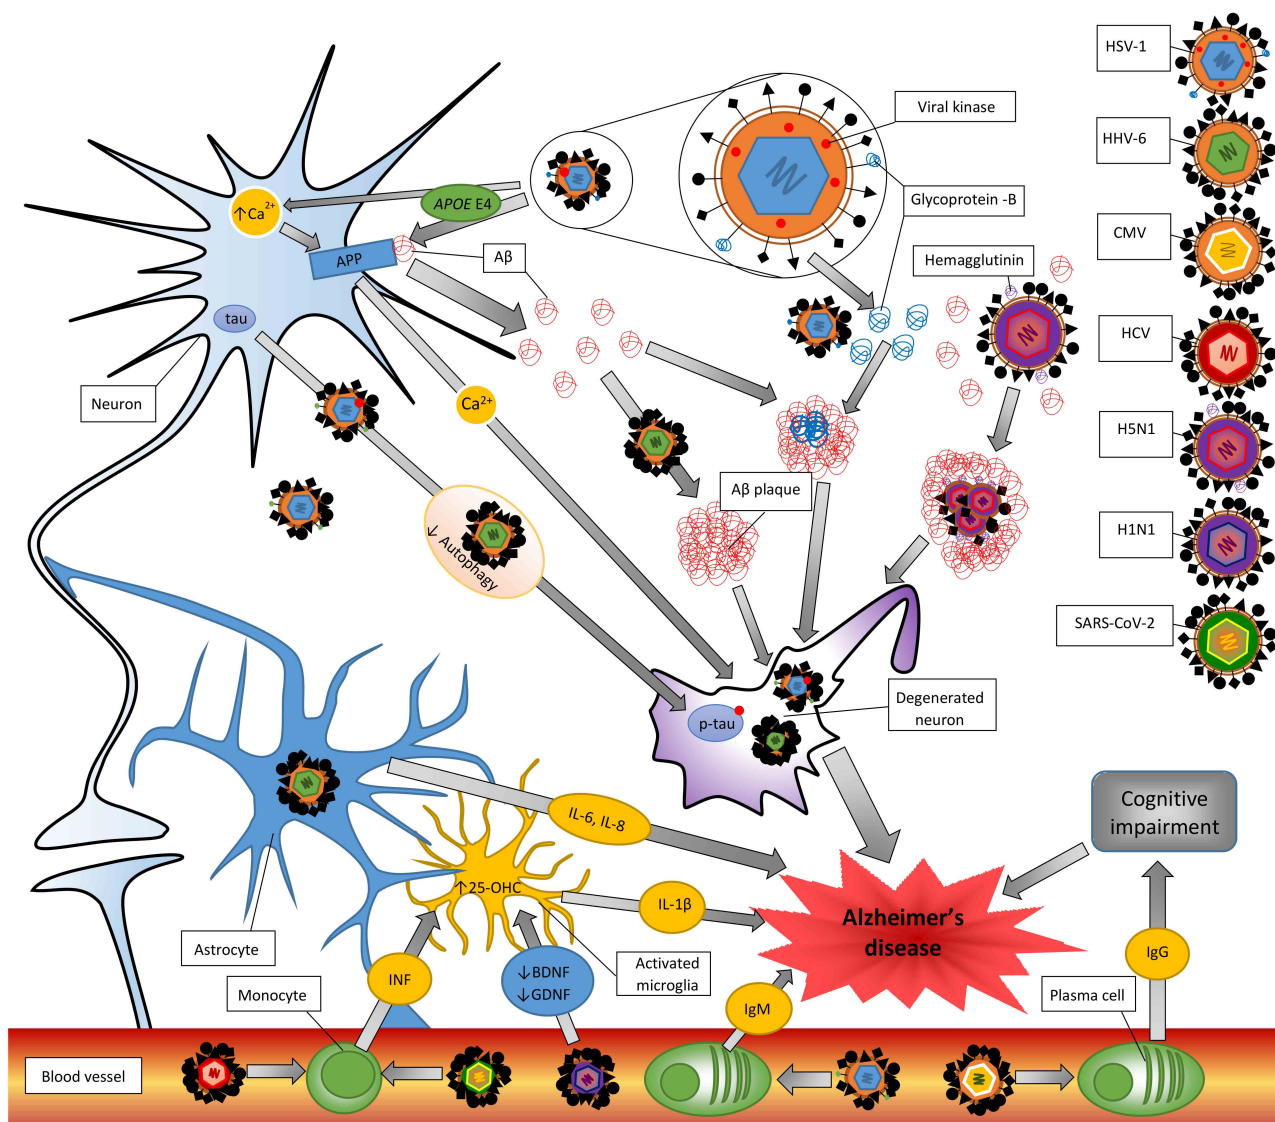 HSV-1
Viral kinase
HHV-6
APOE E4
Glycoprotein -B
↑Ca2+
CMV
APP
Aβ
Hemagglutinin
tau
HCV
Neuron
Ca2+
H5N1
Aβ plaque
H1N1
↓ Autophagy
SARS-CoV-2
p-tau
Degenerated
neuron
Cognitive
impairment
IL-6, IL-8
↑25-OHC
IL-1β
Alzheimer's
disease
Astrocyte
IgG
INF
↓BDNF
↓GDNF
Activated
microglia
Monocyte
IgM
Plasma cell
Blood vessel